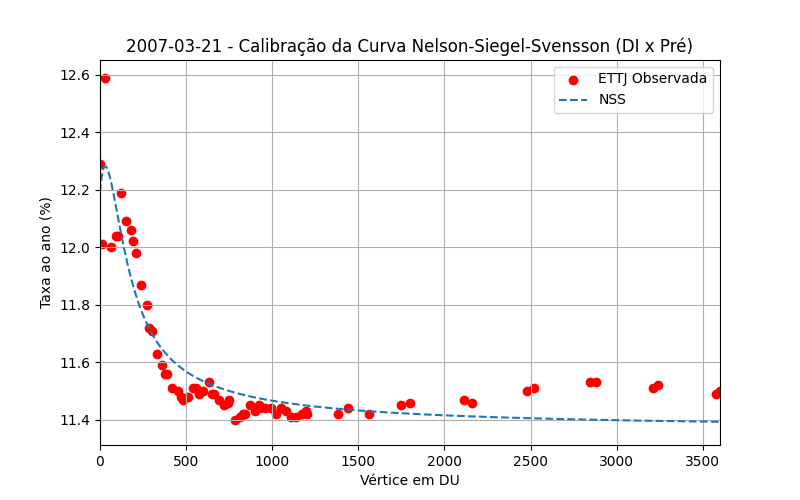 2007-03-21 - Calibração da Curva Nelson-Siegel-Svensson (DI x Pré)
ETTJ Observada
NSS
Taxa ao ano (%)
12.6
12.4
12.2
12.0
11.8
11.6
11.4
0 500 1000 1500 2000 2500 3000 3500
Vértice em DU